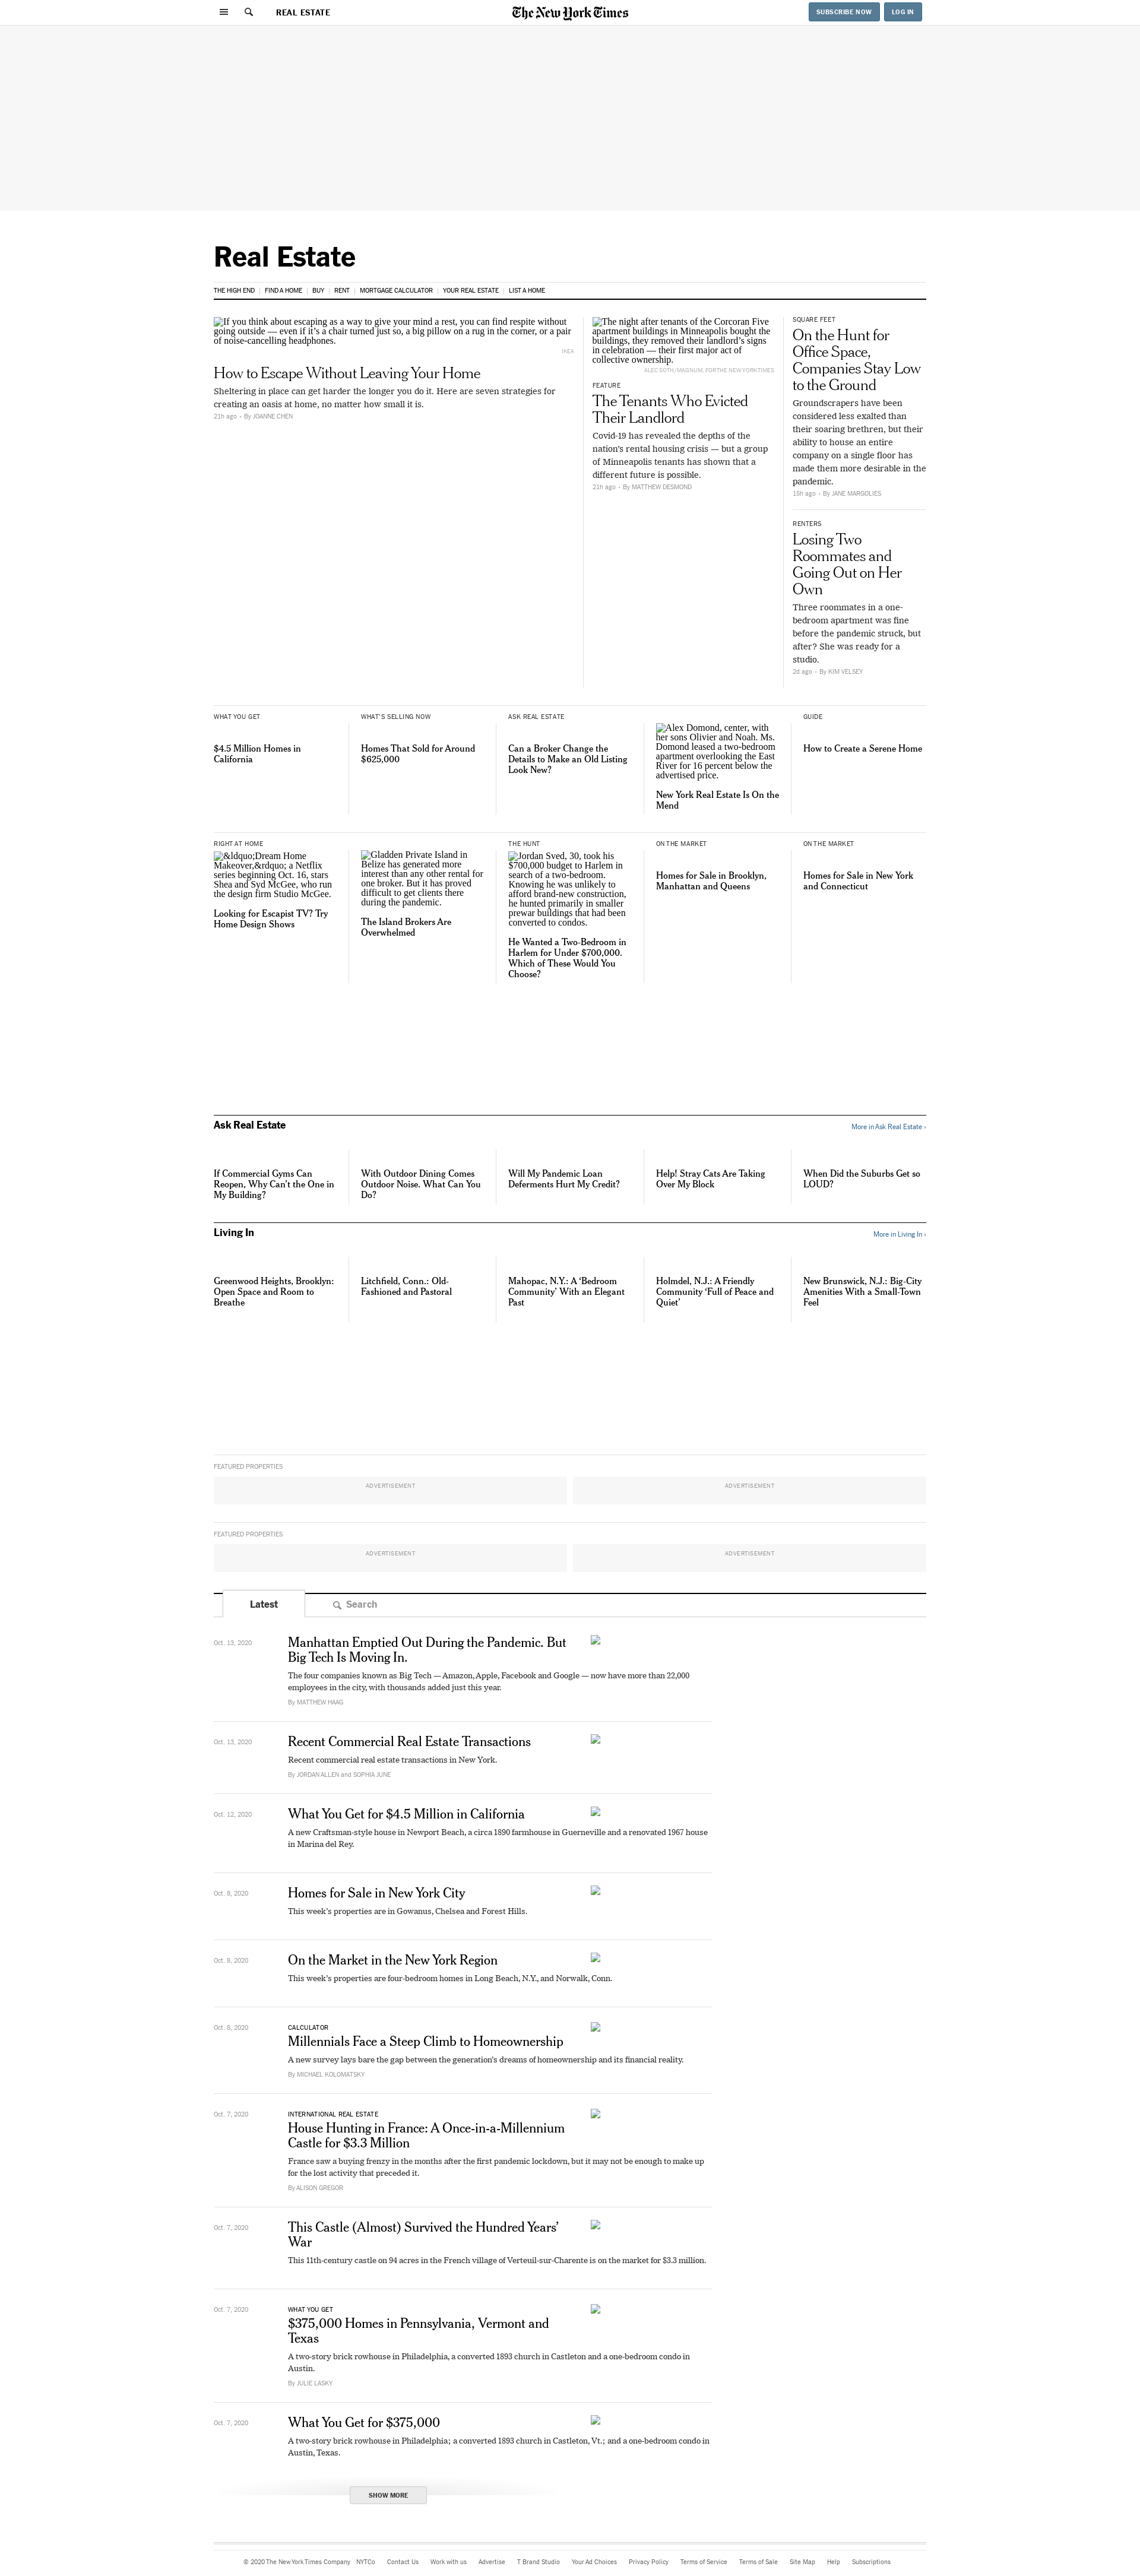 REAL ESTATE
The New York Times
SUBSCRIBE NOW
LOG IN
Real Estate
THE HIGH END
FIND A HOME
BUY
RENT
MORTGAGE CALCULATOR
YOUR REAL ESTATE
LIST A HOME
If you think about escaping as a way to give your mind a rest, you can find respite without
going outside — even if it’s a chair turned just so, a big pillow on a rug in the corner, or a pair
of noise-cancelling headphones.
IKEA
How to Escape Without Leaving Your Home
Sheltering in place can get harder the longer you do it. Here are seven strategies for
creating an oasis at home, no matter how small it is.
21h ago • By JOANNE CHEN
The night after tenants of the Corcoran Five
apartment buildings in Minneapolis bought the
buildings, they removed their landlord’s signs
in celebration — their first major act of
collective ownership.
ALEC SOTH/MAGNUM, FOR THE NEW YORK TIMES
FEATURE
The Tenants Who Evicted
Their Landlord
Covid-19 has revealed the depths of the
nation’s rental housing crisis — but a group
of Minneapolis tenants has shown that a
different future is possible.
21h ago • By MATTHEW DESMOND
SQUARE FEET
On the Hunt for
Office Space,
Companies Stay Low
to the Ground
Groundscrapers have been
considered less exalted than
their soaring brethren, but their
ability to house an entire
company on a single floor has
made them more desirable in the
pandemic.
15h ago • By JANE MARGOLIES
RENTERS
Losing Two
Roommates and
Going Out on Her
Own
Three roommates in a one-
bedroom apartment was fine
before the pandemic struck, but
after? She was ready for a
studio.
2d ago • By KIM VELSEY
WHAT YOU GET
$4.5 Million Homes in
California
WHAT’S SELLING NOW
Homes That Sold for Around
$625,000
ASK REAL ESTATE
Can a Broker Change the
Details to Make an Old Listing
Look New?
Alex Domond, center, with
her sons Olivier and Noah. Ms.
Domond leased a two-bedroom
apartment overlooking the East
River for 16 percent below the
advertised price.
New York Real Estate Is On the
Mend
GUIDE
How to Create a Serene Home
RIGHT AT HOME
&ldquo;Dream Home
Makeover,&rdquo; a Netflix
series beginning Oct. 16, stars
Shea and Syd McGee, who run
the design firm Studio McGee.
Looking for Escapist TV? Try
Home Design Shows
Gladden Private Island in
Belize has generated more
interest than any other rental for
one broker. But it has proved
difficult to get clients there
during the pandemic.
The Island Brokers Are
Overwhelmed
THE HUNT
Jordan Sved, 30, took his
$700,000 budget to Harlem in
search of a two-bedroom.
Knowing he was unlikely to
afford brand-new construction,
he hunted primarily in smaller
prewar buildings that had been
converted to condos.
He Wanted a Two-Bedroom in
Harlem for Under $700,000.
Which of These Would You
Choose?
ON THE MARKET
Homes for Sale in Brooklyn,
Manhattan and Queens
ON THE MARKET
Homes for Sale in New York
and Connecticut
Ask Real Estate
More in Ask Real Estate ›
If Commercial Gyms Can
Reopen, Why Can’t the One in
My Building?
With Outdoor Dining Comes
Outdoor Noise. What Can You
Do?
Will My Pandemic Loan
Deferments Hurt My Credit?
Help! Stray Cats Are Taking
Over My Block
When Did the Suburbs Get so
LOUD?
Living In
More in Living In ›
Greenwood Heights, Brooklyn:
Open Space and Room to
Breathe
Litchfield, Conn.: Old-
Fashioned and Pastoral
Mahopac, N.Y.: A ‘Bedroom
Community’ With an Elegant
Past
Holmdel, N.J.: A Friendly
Community ‘Full of Peace and
Quiet’
New Brunswick, N.J.: Big-City
Amenities With a Small-Town
Feel
FEATURED PROPERTIES
ADVERTISEMENT
ADVERTISEMENT
FEATURED PROPERTIES
ADVERTISEMENT
ADVERTISEMENT
Latest
Search
Oct. 13, 2020
Manhattan Emptied Out During the Pandemic. But
Big Tech Is Moving In.
The four companies known as Big Tech — Amazon, Apple, Facebook and Google — now have more than 22,000
employees in the city, with thousands added just this year.
By MATTHEW HAAG
Oct. 13, 2020
Recent Commercial Real Estate Transactions
Recent commercial real estate transactions in New York.
By JORDAN ALLEN and SOPHIA JUNE
Oct. 12, 2020
What You Get for $4.5 Million in California
A new Craftsman-style house in Newport Beach, a circa 1890 farmhouse in Guerneville and a renovated 1967 house
in Marina del Rey.
Oct. 8, 2020
Homes for Sale in New York City
This week’s properties are in Gowanus, Chelsea and Forest Hills.
Oct. 8, 2020
On the Market in the New York Region
This week’s properties are four-bedroom homes in Long Beach, N.Y., and Norwalk, Conn.
Oct. 8, 2020
CALCULATOR
Millennials Face a Steep Climb to Homeownership
A new survey lays bare the gap between the generation’s dreams of homeownership and its financial reality.
By MICHAEL KOLOMATSKY
Oct. 7, 2020
INTERNATIONAL REAL ESTATE
House Hunting in France: A Once-in-a-Millennium
Castle for $3.3 Million
France saw a buying frenzy in the months after the first pandemic lockdown, but it may not be enough to make up
for the lost activity that preceded it.
By ALISON GREGOR
Oct. 7, 2020
This Castle (Almost) Survived the Hundred Years’
War
This 11th-century castle on 94 acres in the French village of Verteuil-sur-Charente is on the market for $3.3 million.
Oct. 7, 2020
WHAT YOU GET
$375,000 Homes in Pennsylvania, Vermont and
Texas
A two-story brick rowhouse in Philadelphia, a converted 1893 church in Castleton and a one-bedroom condo in
Austin.
By JULIE LASKY
Oct. 7, 2020
What You Get for $375,000
A two-story brick rowhouse in Philadelphia; a converted 1893 church in Castleton, Vt.; and a one-bedroom condo in
Austin, Texas.
SHOW MORE
© 2020 The New York Times Company
NYTCo
Contact Us
Work with us
Advertise
T Brand Studio
Your Ad Choices
Privacy Policy
Terms of Service
Terms of Sale
Site Map
Help
Subscriptions